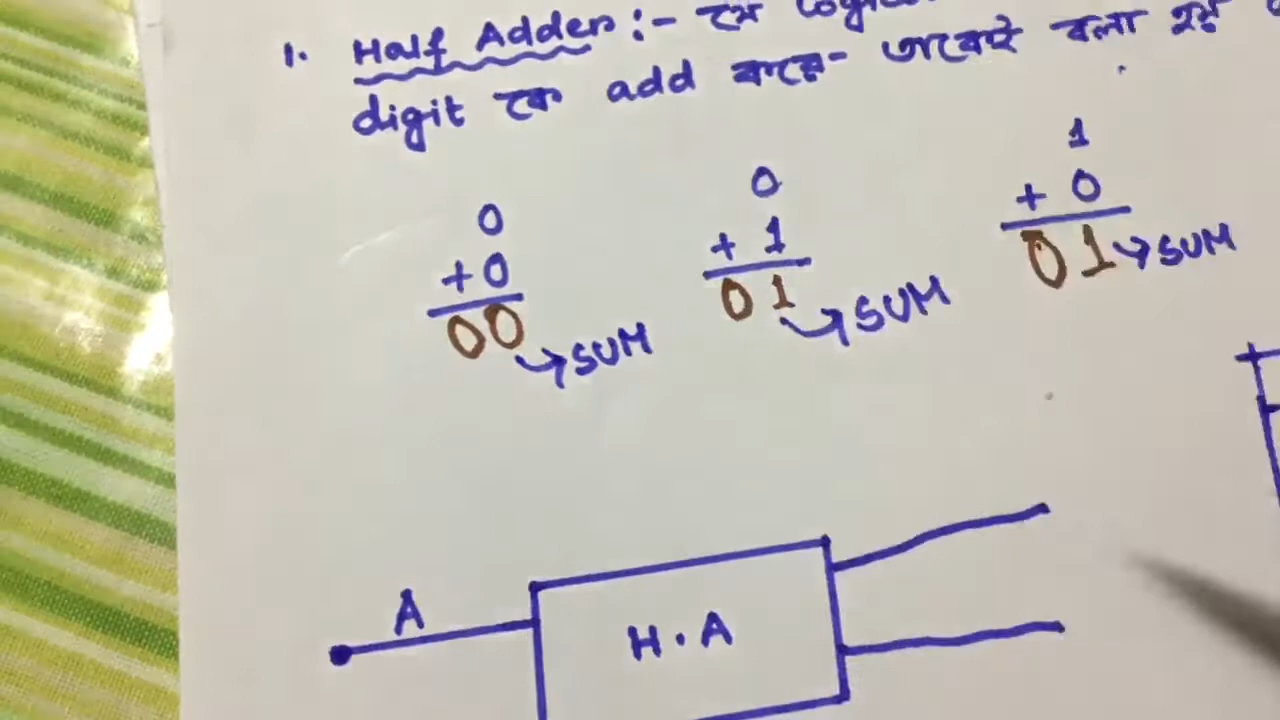 1. Half Adder :- যে Logic
digit কে add করে- তাকেই বলা হয়
0
+0
00
→SUM
0
+ 1
01
→SUM
1
+ 0
01→SUM
A
H.A